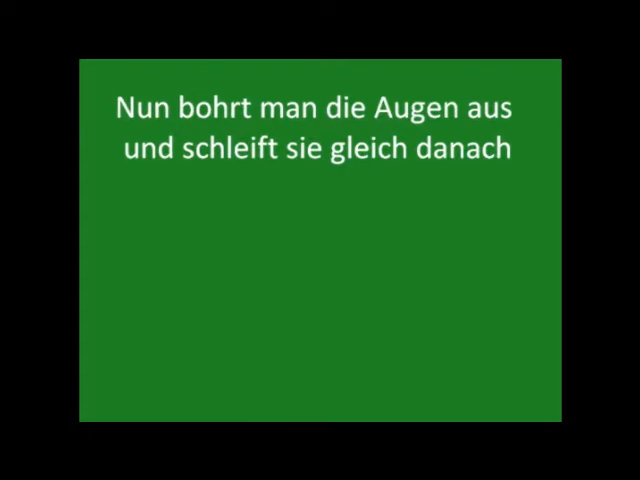 Nun bohrt man die Augen aus
und schleift sie gleich danach